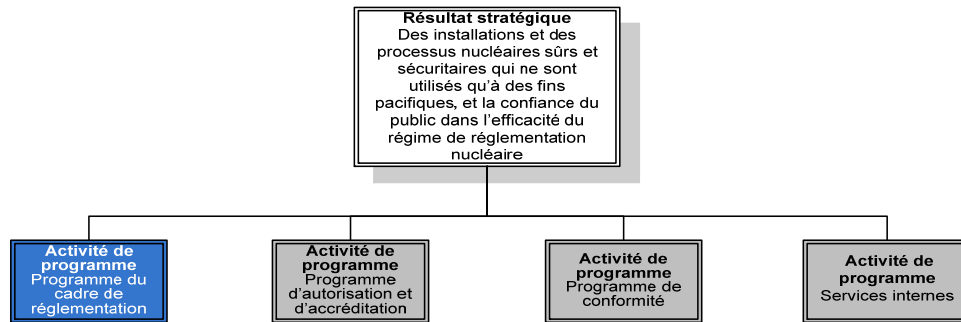 Résultat stratégique
Des installations et des
processus nucléaires sûrs et
sécuritaires qui ne sont
utilisés qu'à des fins
pacifiques, et la confiance du
public dans l'efficacité du
régime de réglementation
nucléaire
Activité de
programme
Programme du
cadre de
réglementation
Activité de
programme
Programme
d'autorisation et
d'accréditation
Activité de
programme
Programme de
conformité
Activité de
programme
Services internes